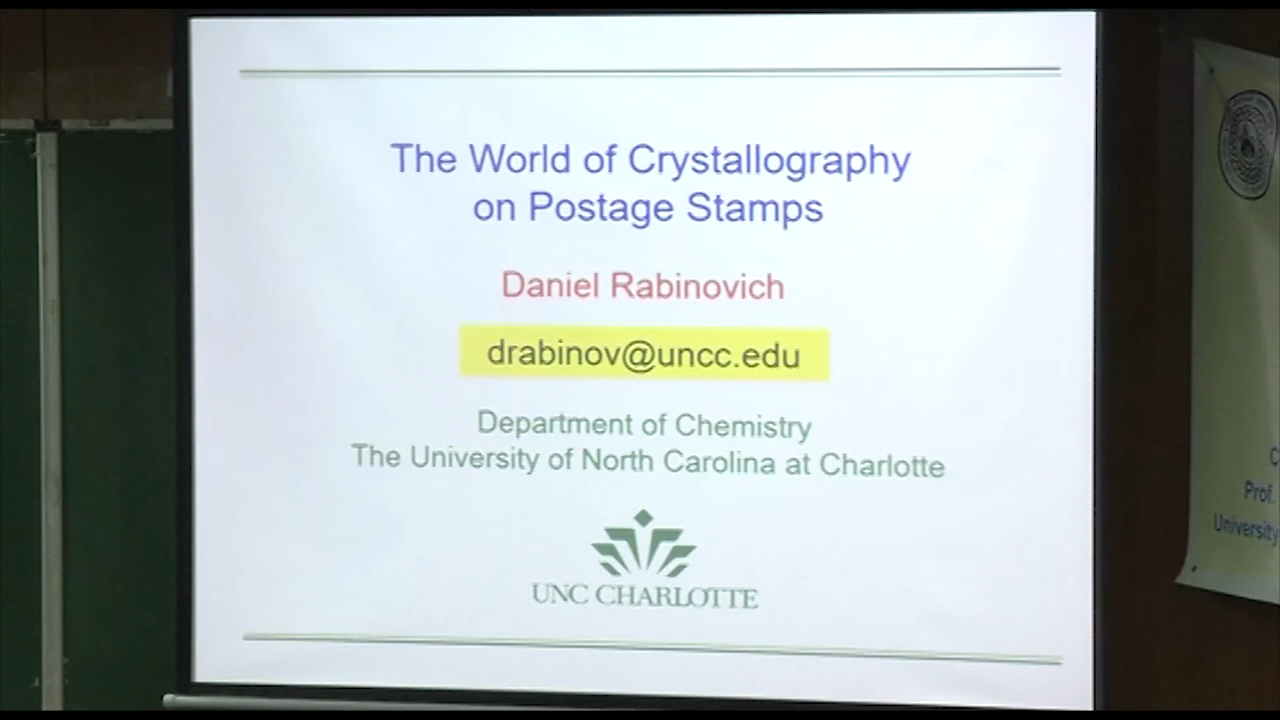 The World of Crystallography
on Postage Stamps
Daniel Rabinovich
drabinov@uncc.edu
Department of Chemistry
The University of North Carolina at Charlotte
UNC CHARLOTTE
Prof.
University